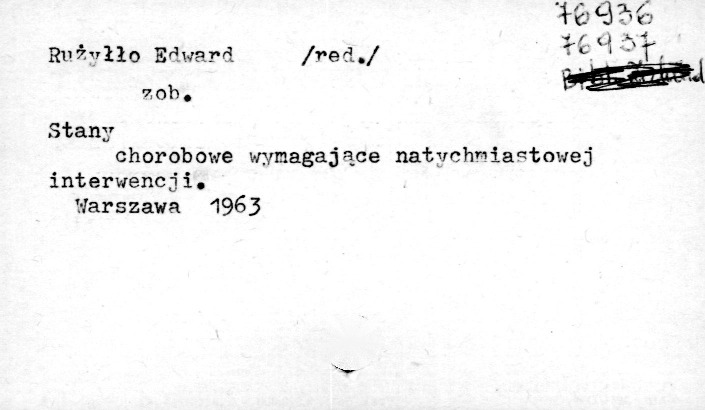 76936
76937
Rużyłło Edward /red./
zob.
Stany
chorobowe wymagające natychmiastowej
interwencji.
Warszawa 1963